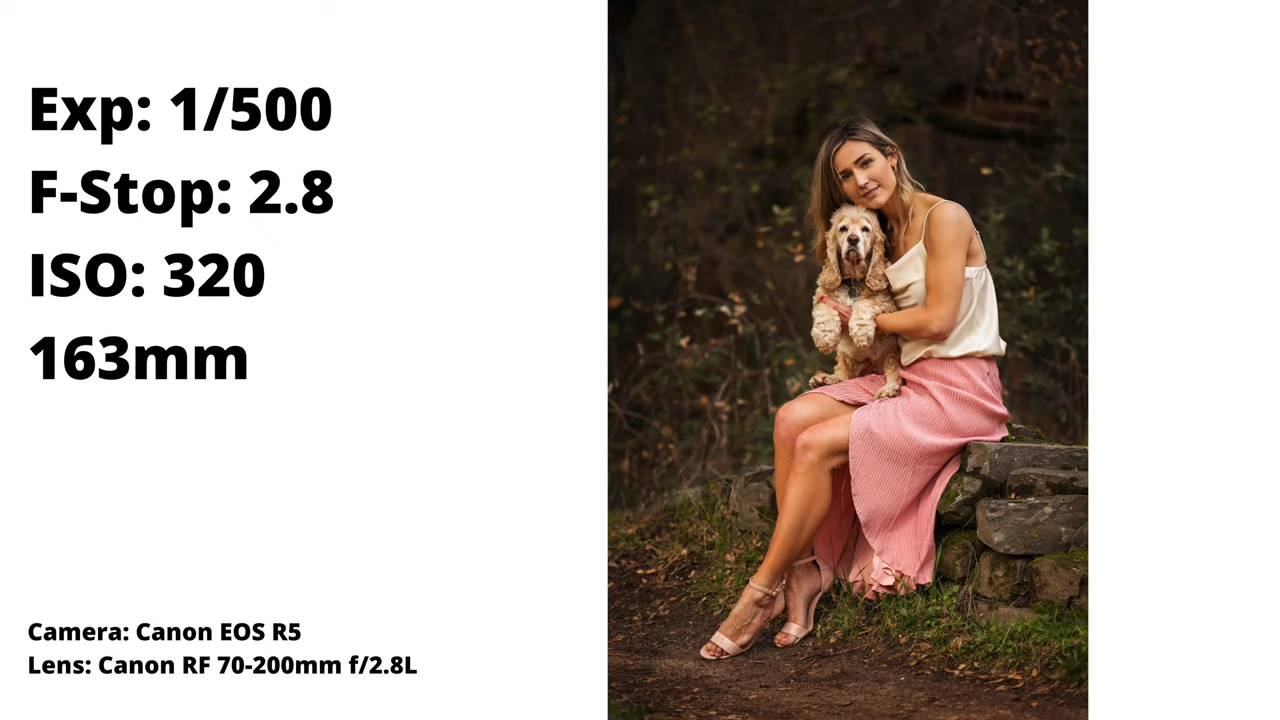 Exp: 1/500
F-Stop: 2.8
ISO: 320
163mm
Camera: Canon EOS R5
Lens: Canon RF 70-200mm f/2.8L